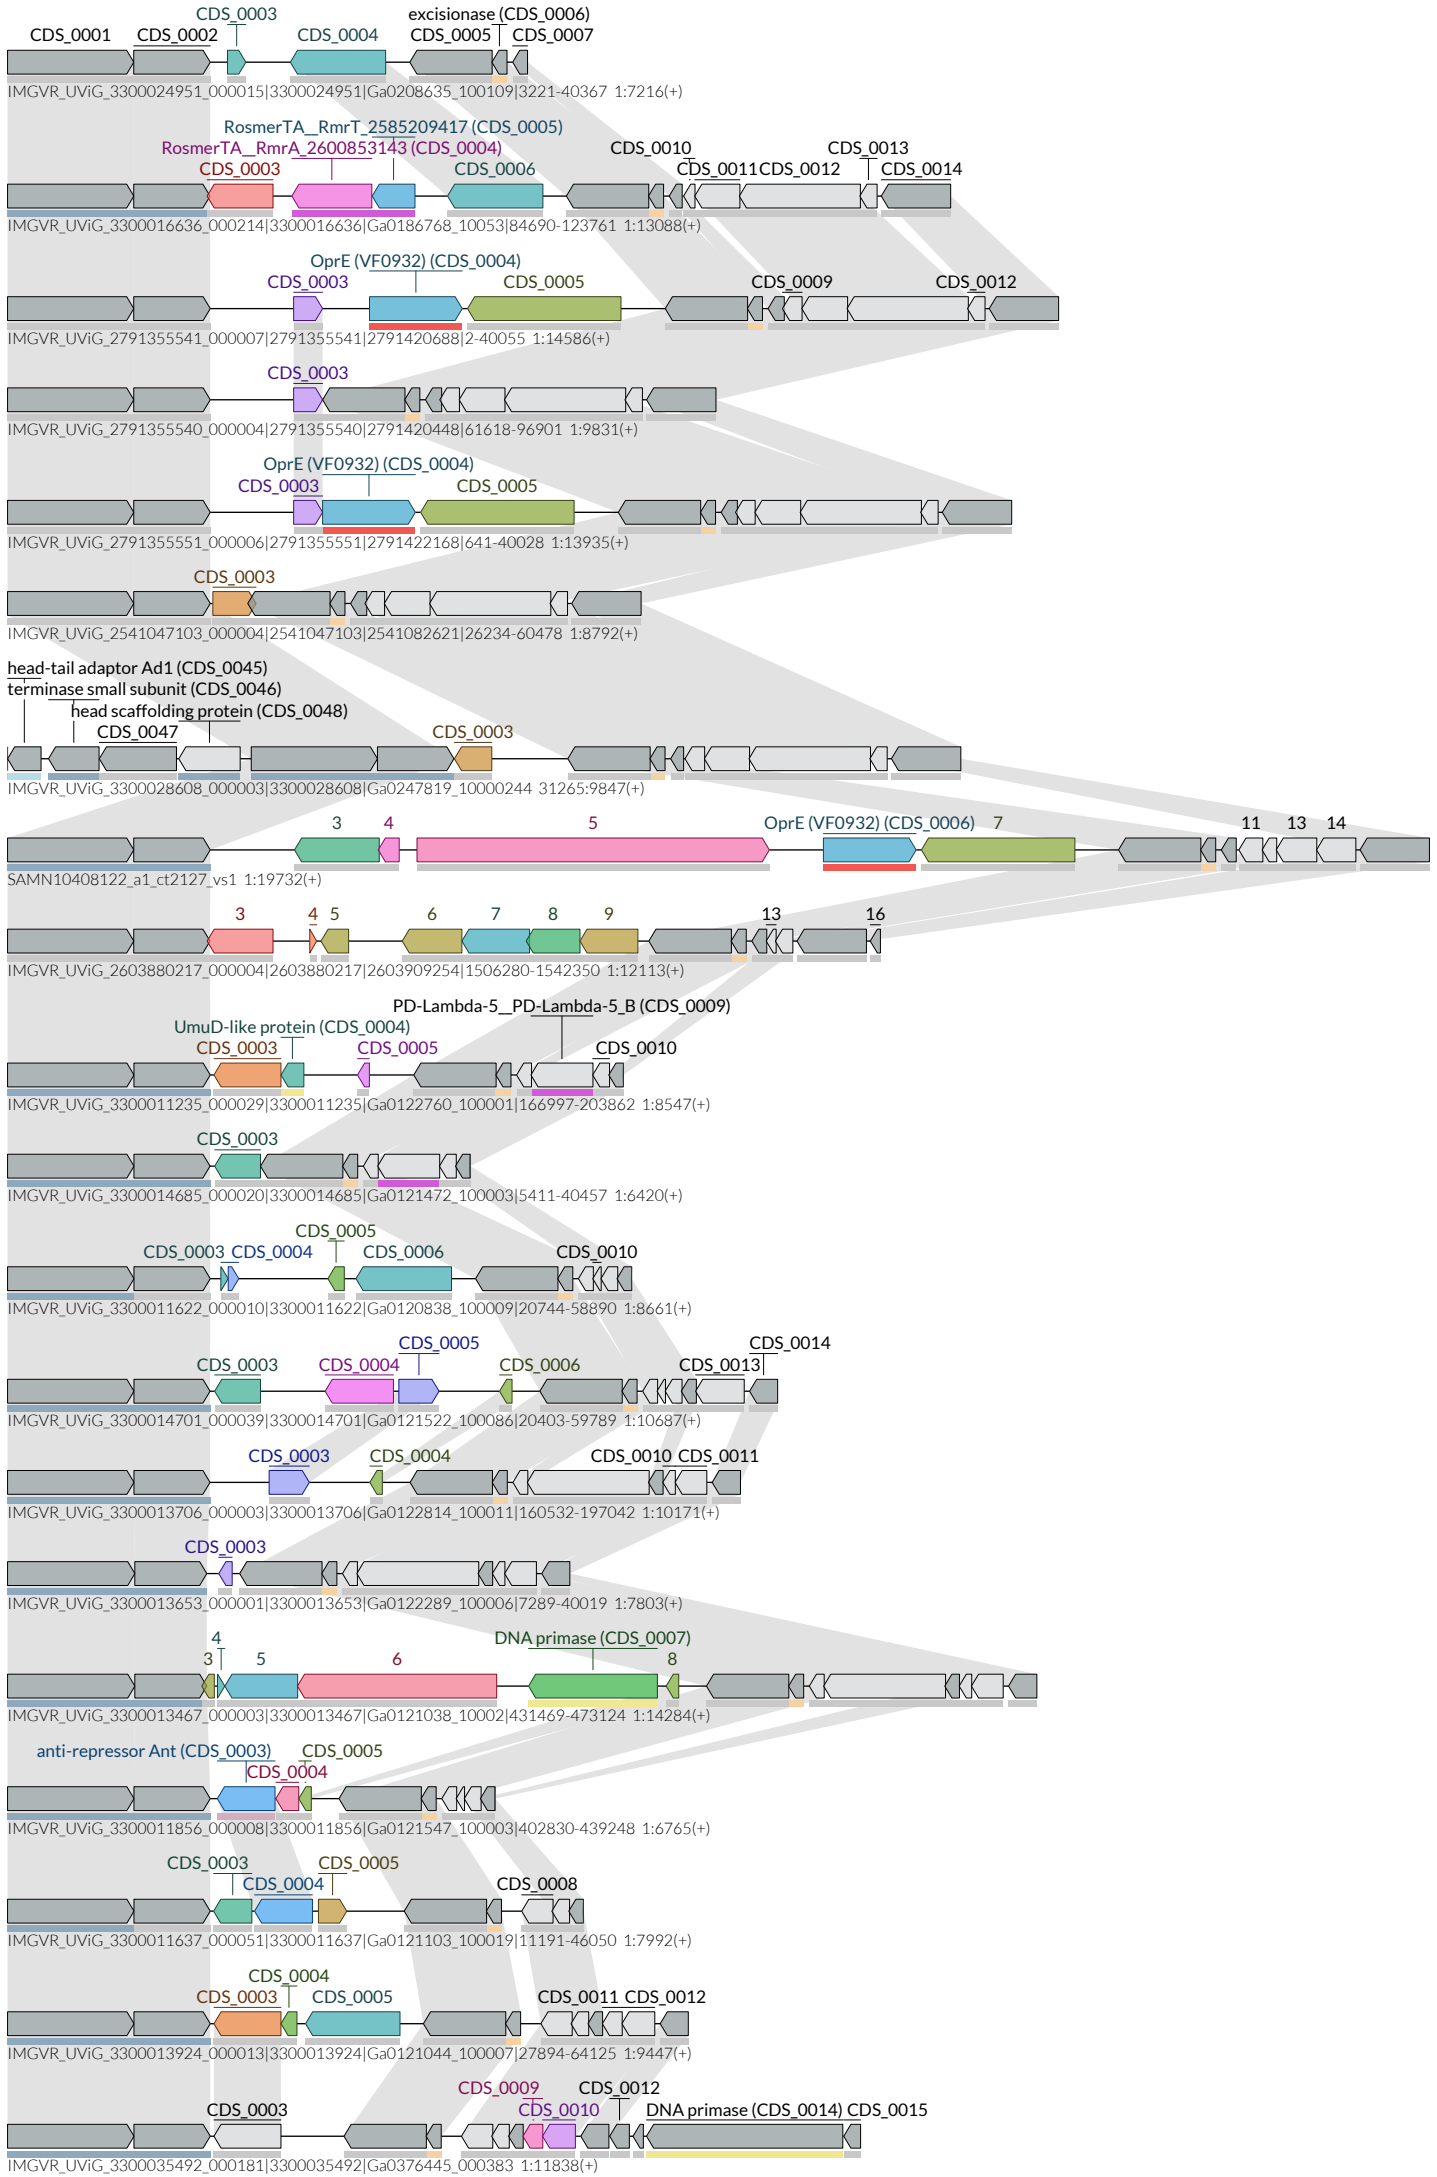 CDS_0003 excisionase (CDS_0006)
CDS_0001 CDS_0002 CDS_0004 CDS_0005 CDS_0007
IMGVR_UViG_3300024951_000015|3300024951|Ga0208635_100109|3221-40367 1:7216(+)
RosmerTA__RmrT_2585209417 (CDS_0005)
RosmerTA__RmrA_2600853143 (CDS_0004) CDS_0010 CDS_0013
CDS_0003 CDS_0006 CDS_0011 CDS_0012 CDS_0014
IMGVR_UViG_3300016636_000214|3300016636|Ga0186768_10053|84690-123761 1:13088(+)
OprE (VF0932) (CDS_0004)
CDS_0003 CDS_0005 CDS_0009 CDS_0012
IMGVR_UViG_2791355541_000007|2791355541|2791420688|2-40055 1:14586(+)
CDS_0003
IMGVR_UViG_2791355540_000004|2791355540|2791420448|61618-96901 1:9831(+)
OprE (VF0932) (CDS_0004)
CDS_0003 CDS_0005
IMGVR_UViG_2791355551_000006|2791355551|2791422168|641-40028 1:13935(+)
CDS_0003
IMGVR_UViG_2541047103_000004|2541047103|2541082621|26234-60478 1:8792(+)
head-tail adaptor Ad1 (CDS_0045)
terminase small subunit (CDS_0046)
head scaffolding protein (CDS_0048)
CDS_0047 CDS_0003
IMGVR_UViG_3300028608_000003|3300028608|Ga0247819_10000244 31265:9847(+)
3 4 5 OprE (VF0932) (CDS_0006) 7 11 13 14
SAMN10408122_a1_ct2127_vs1 1:19732(+)
3 4 5 6 7 8 9 13 16
IMGVR_UViG_2603880217_000004|2603880217|2603909254|1506280-1542350 1:12113(+)
PD-Lambda-5__PD-Lambda-5_B (CDS_0009)
UmuD-like protein (CDS_0004)
CDS_0003 CDS_0005 CDS_0010
IMGVR_UViG_3300011235_000029|3300011235|Ga0122760_100001|166997-203862 1:8547(+)
CDS_0003
IMGVR_UViG_3300014685_000020|3300014685|Ga0121472_100003|5411-40457 1:6420(+)
CDS_0005
CDS_0003 CDS_0004 CDS_0006 CDS_0010
IMGVR_UViG_3300011622_000010|3300011622|Ga0120838_100009|20744-58890 1:8661(+)
CDS_0005 CDS_0014
CDS_0003 CDS_0004 CDS_0006 CDS_0013
IMGVR_UViG_3300014701_000039|3300014701|Ga0121522_100086|20403-59789 1:10687(+)
CDS_0003 CDS_0004 CDS_0010 CDS_0011
IMGVR_UViG_3300013706_000003|3300013706|Ga0122814_100011|160532-197042 1:10171(+)
CDS_0003
IMGVR_UViG_3300013653_000001|3300013653|Ga0122289_100006|7289-40019 1:7803(+)
4 DNA primase (CDS_0007)
3 5 6 8
IMGVR_UViG_3300013467_000003|3300013467|Ga0121038_10002|431469-473124 1:14284(+)
anti-repressor Ant (CDS_0003) CDS_0005
CDS_0004
IMGVR_UViG_3300011856_000008|3300011856|Ga0121547_100003|402830-439248 1:6765(+)
CDS_0003 CDS_0005
CDS_0004 CDS_0008
IMGVR_UViG_3300011637_000051|3300011637|Ga0121103_100019|11191-46050 1:7992(+)
CDS_0004
CDS_0003 CDS_0005 CDS_0011 CDS_0012
IMGVR_UViG_3300013924_000013|3300013924|Ga0121044_100007|27894-64125 1:9447(+)
CDS_0009 CDS_0012
CDS_0003 CDS_0010 DNA primase (CDS_0014) CDS_0015
IMGVR_UViG_3300035492_000181|3300035492|Ga0376445_000383 1:11838(+)